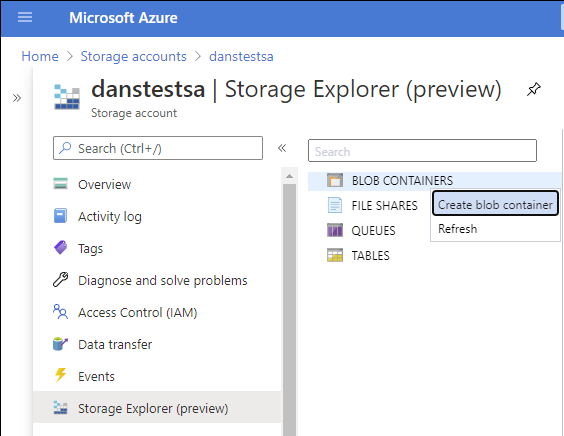 Microsoft Azure
Home > Storage accounts > danstestsa
danstestsa | Storage Explorer (preview)
Storage account
Search (Ctrl+/)
Overview
Activity log
Tags
Diagnose and solve problems
Access Control (IAM)
Data transfer
Events
Storage Explorer (preview)
Search
BLOB CONTAINERS
FILE SHARES
QUEUES
TABLES
Create blob container
Refresh